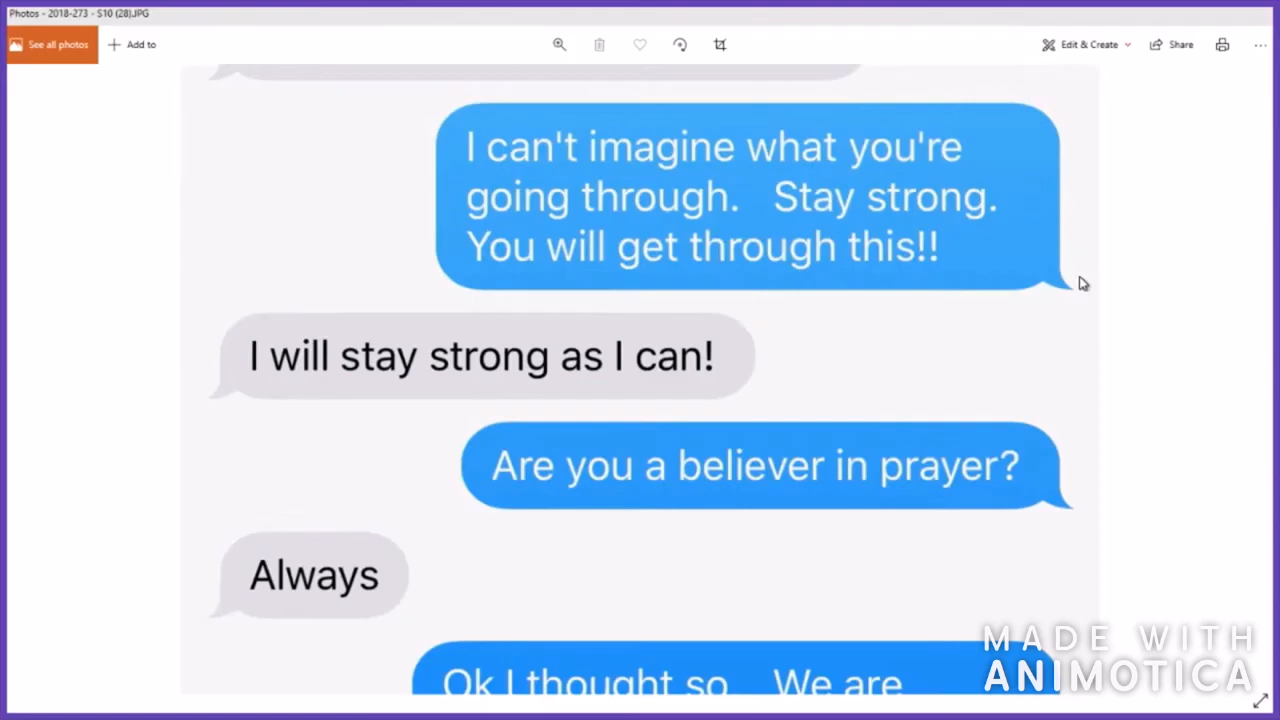 Photos - 2018-273 - S10 (28).JPG
See all photos
Add to
Edit & Create
Share
I can't imagine what you're
going through. Stay strong.
You will get through this!!
I will stay strong as I can!
Are you a believer in prayer?
Always
Ok I thought so We are
MADE WITH
ANIMOTICA